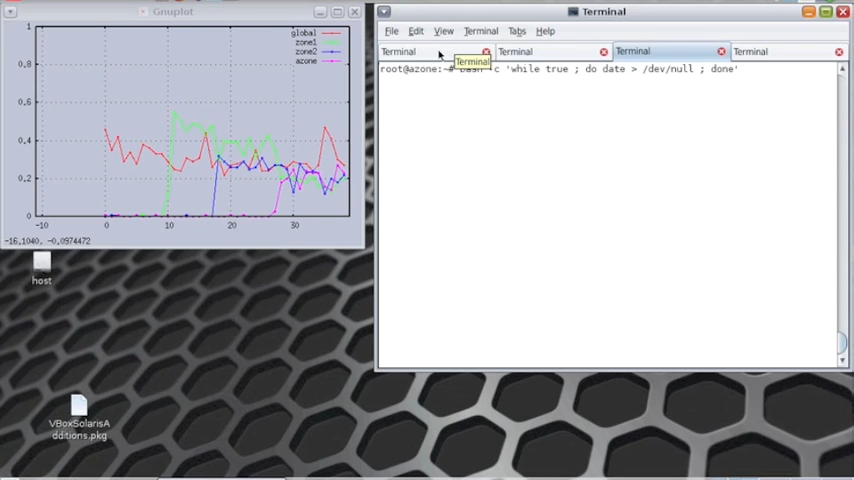 Gnuplot
1
0,8
0,6
0,4
0,2
0
-10
0
10
20
30
global
zone1
zone2
azone
-16,1040, -0,0974472
Terminal
File Edit View Terminal Tabs Help
Terminal Terminal Terminal Terminal
Terminal
root@azone:~# bash -c 'while true ; do date > /dev/null ; done'
host
VBoxSolarisA
dditions.pkg